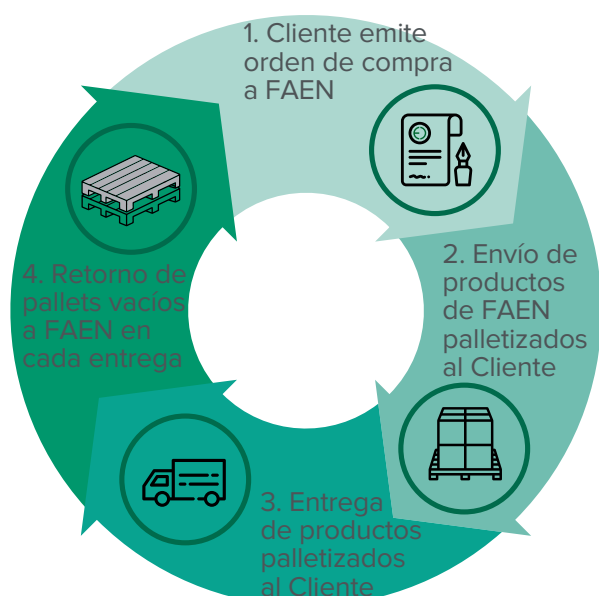 1. Cliente emite
orden de compra
a FAEN
2. Envío de
productos
de FAEN
palletizados
al Cliente
3. Entrega
de productos
palletizados
al Cliente
4. Retorno de
pallets vacíos
a FAEN en
cada entrega